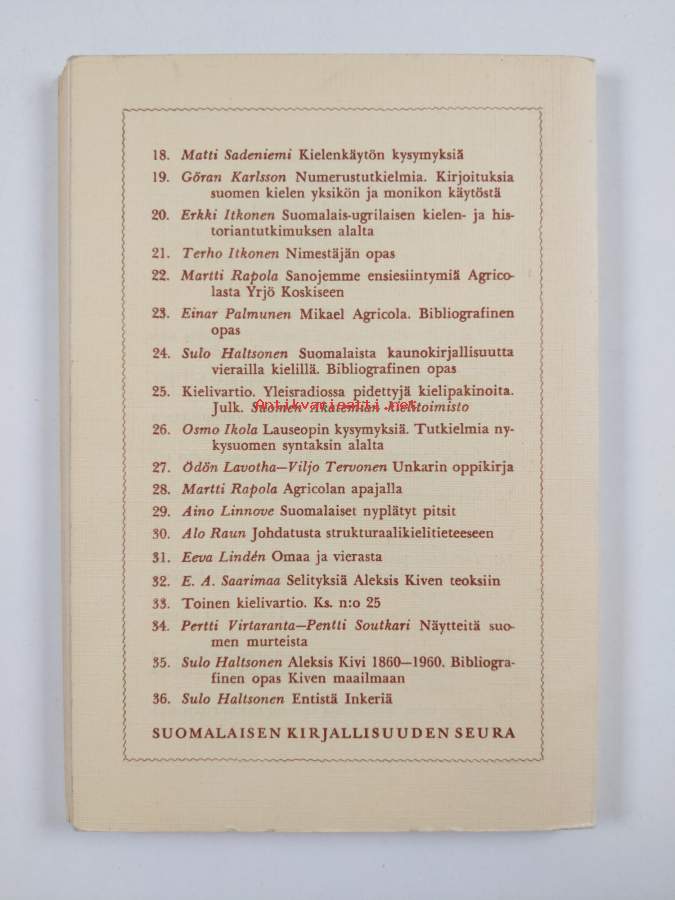 18. Matti Sadeniemi Kielenkäytön kysymyksiä
19. Göran Karlsson Numerustutkielmia. Kirjoituksia
suomen kielen yksikön ja monikon käytöstä
20. Erkki Itkonen Suomalais-ugrilaisen kielen- ja his-
toriantutkimuksen alalta
21. Terho Itkonen Nimestäjän opas
22. Martti Rapola Sanojemme ensiesiintymiä Agrico-
lasta Yrjö Koskiseen
23. Einar Palmunen Mikael Agricola. Bibliografinen
opas
24. Sulo Haltsonen Suomalaista kaunokirjallisuutta
vierailla kielillä. Bibliografinen opas
25. Kielivartio. Yleisradiossa pidettyjä kielipakinoita.
Antikvariaatti.net
Julk. Suomen Akatemian kielitoimisto
26. Osmo Ikola Lauseopin kysymyksiä. Tutkielmia ny-
kysuomen syntaksin alalta
27. Ödön Lavotha—Viljo Tervonen Unkarin oppikirja
28. Martti Rapola Agricolan apajalla
29. Aino Linnove Suomalaiset nyplätyt pitsit
30. Alo Raun Johdatusta strukturaalikielitieteeseen
31. Eeva Lindén Omaa ja vierasta
32. E. A. Saarimaa Selityksiä Aleksis Kiven teoksiin
33. Toinen kielivartio. Ks. n:o 25
34. Pertti Virtaranta—Pentti Soutkari Näytteitä suo-
men murteista
35. Sulo Haltsonen Aleksis Kivi 1860—1960. Bibliogra-
finen opas Kiven maailmaan
36. Sulo Haltsonen Entistä Inkeriä
SUOMALAISEN KIRJALLISUUDEN SEURA